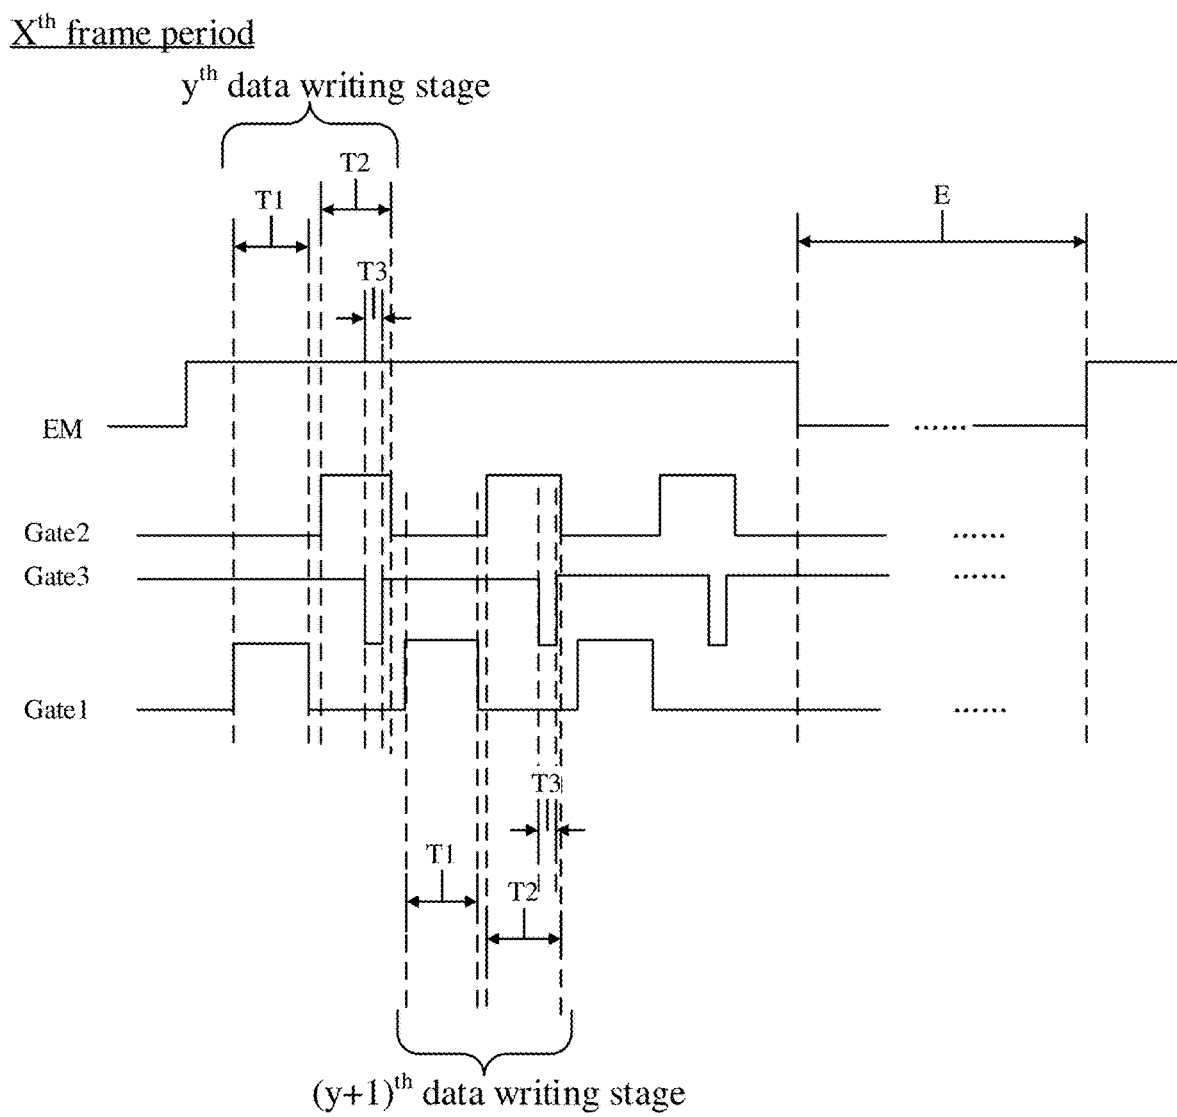 Xth frame period
yth data writing stage
T2
T1
E
T3
EM
......
Gate2
......
Gate3
......
Gate1
......
T3
T1
T2
(y+1)th data writing stage